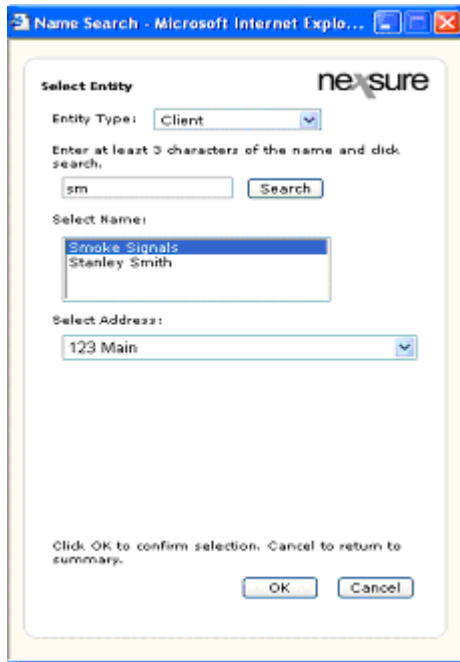 Name Search - Microsoft Internet Explo...
nexsure
Select Entity
Entity Type: Client
Enter at least 3 characters of the name and click
search.
sm Search
Select Name:
Smoke Signals
Stanley Smith
Select Address:
123 Main
Click OK to confirm selection. Cancel to return to
summary.
OK Cancel